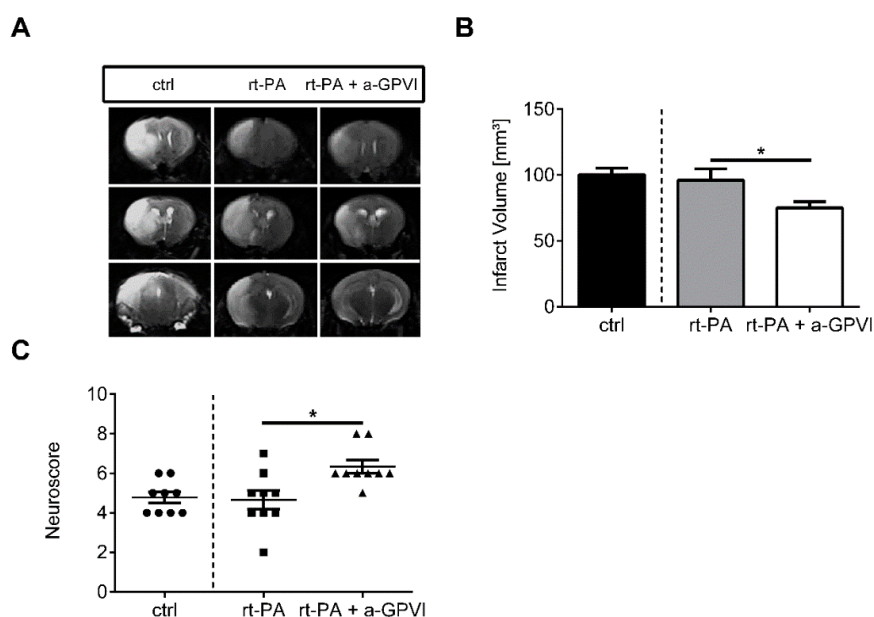 A
ctrl rt-PA rt-PA + a-GPVI
B
Infarct Volume [mm³]
150
100
50
0
*
ctrl rt-PA rt-PA + a-GPVI
C
Neuroscore
10
8
6
4
2
0
*
ctrl rt-PA rt-PA + a-GPVI